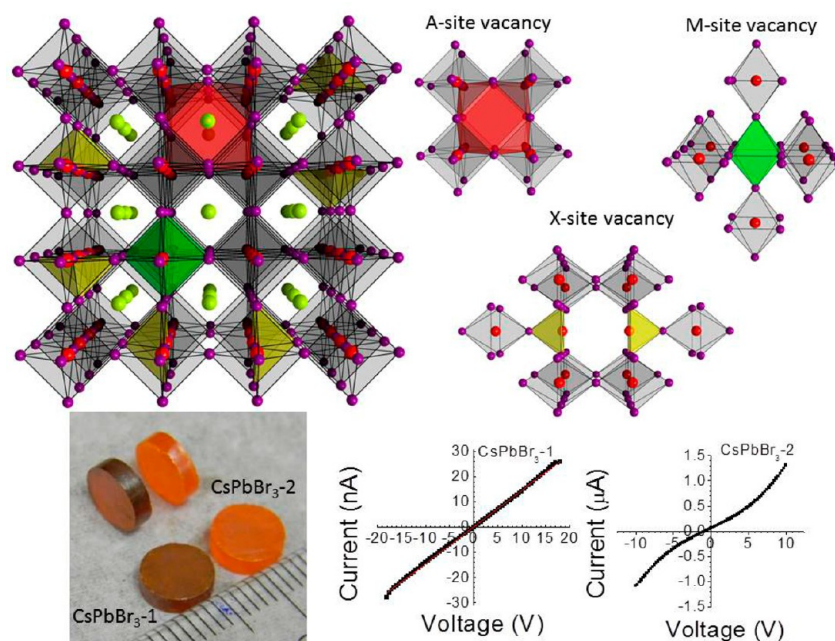 A-site vacancy
M-site vacancy
X-site vacancy
CsPbBr₃-2
CsPbBr₃-1
CsPbBr₃-1
Current (nA)
30
20
10
0
-10
-20
-30
-20 -15 -10 -5 0 5 10 15 20
Voltage (V)
CsPbBr₃-2
Current (μA)
1.5
1.0
0.5
0.0
-0.5
-1.0
-1.5
-10 -5 0 5 10
Voltage (V)